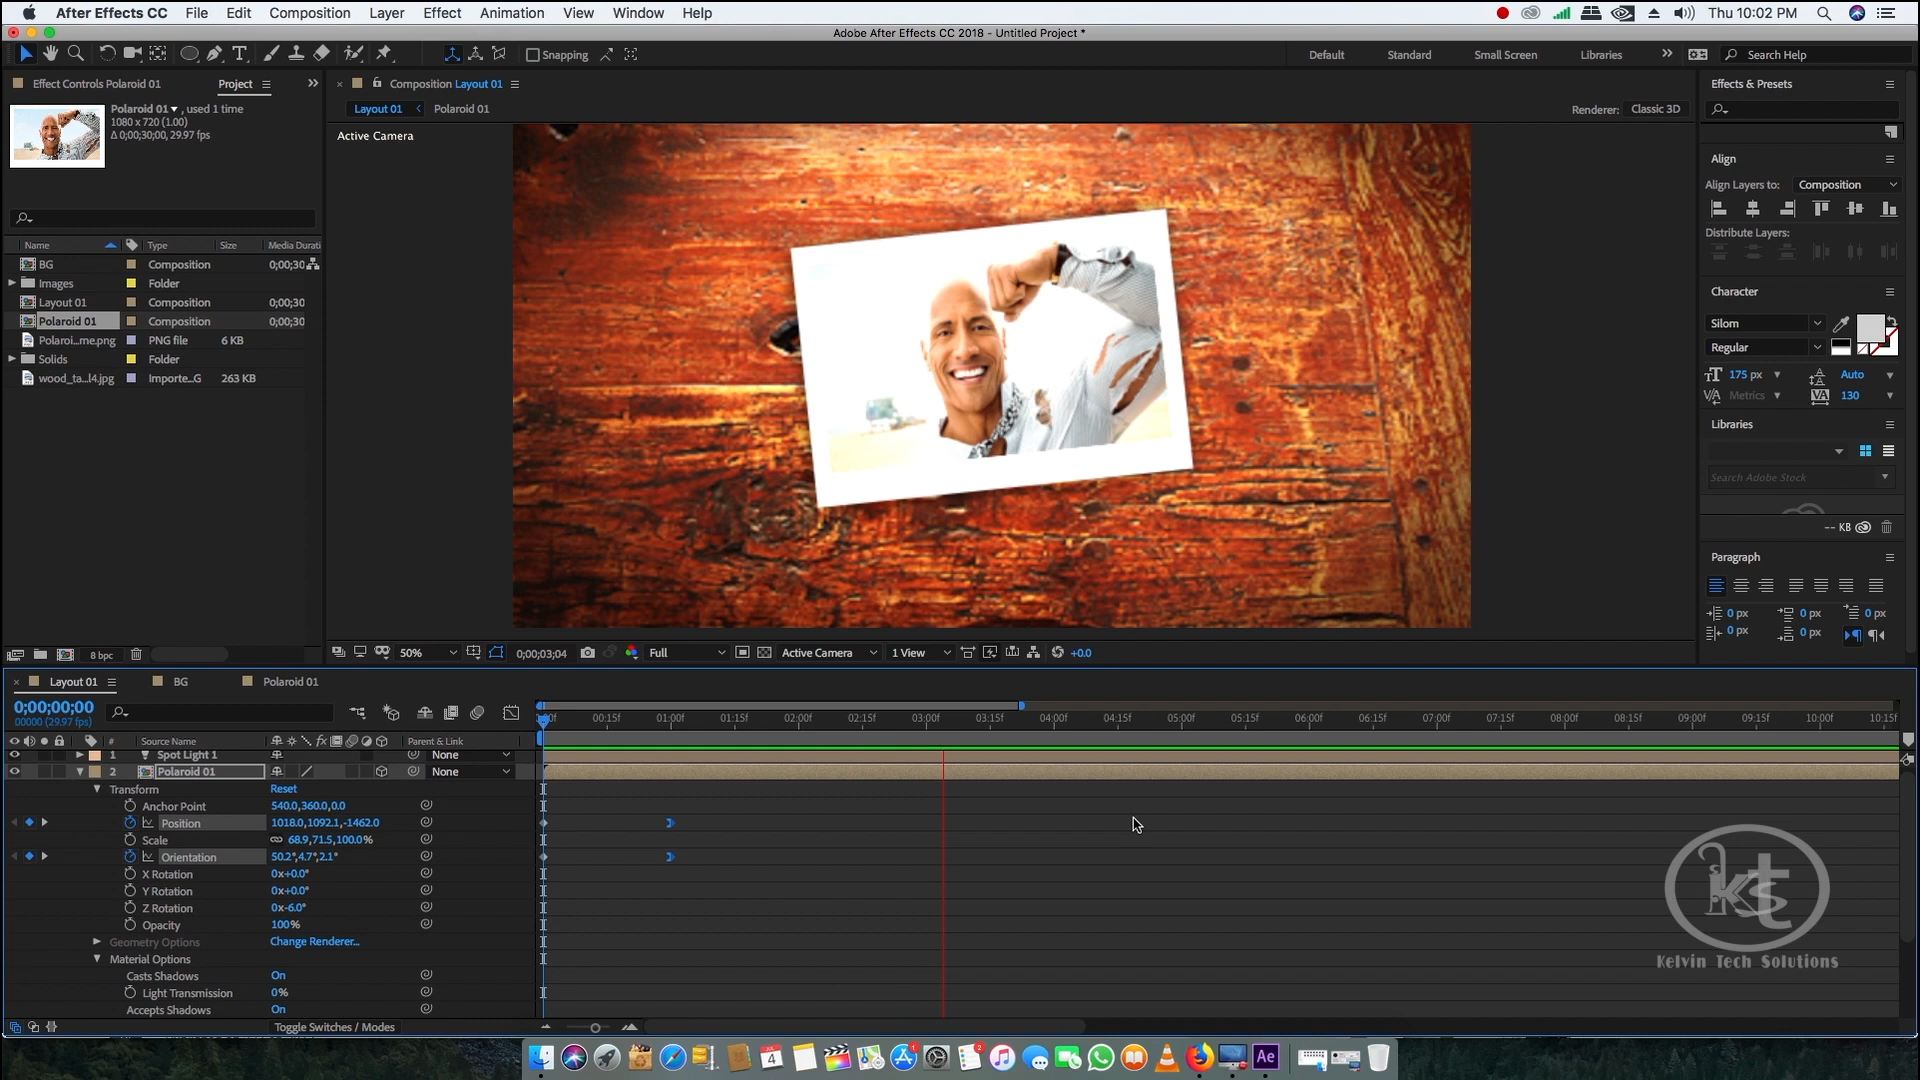 After Effects CC File Edit Composition Layer Effect Animation View Window Help
Thu 10:02 PM
Adobe After Effects CC 2018 - Untitled Project *
Snapping
Default Standard Small Screen Libraries
Search Help
Effect Controls Polaroid 01
Project
Polaroid 01 , used 1 time
1080 x 720 (1.00)
Δ 0;00;30;00, 29.97 fps
Name Type Size Media Durati
BG Composition 0;00;30
Images Folder
Layout 01 Composition 0;00;30
Polaroid 01 Composition 0;00;30
Polaroi...me.png PNG file 6 KB
Solids Folder
wood_ta...l4.jpg Importe...G 263 KB
8 bpc
Composition Layout 01
Layout 01 Polaroid 01
Renderer: Classic 3D
Active Camera
50% 0;00;03;04 Full Active Camera 1 View +0.0
Effects & Presets
Align
Align Layers to: Composition
Distribute Layers:
Character
Silom
Regular
175 px Auto
Metrics 130
Libraries
Search Adobe Stock
-- KB
Paragraph
0 px 0 px 0 px
0 px 0 px
Layout 01 BG Polaroid 01
0;00;00;00
00000 (29.97 fps)
00:15f 01:00f 01:15f 02:00f 02:15f 03:00f 03:15f 04:00f 04:15f 05:00f 05:15f 06:00f 06:15f 07:00f 07:15f 08:00f 08:15f 09:00f 09:15f 10:00f 10:15f
# Source Name Parent & Link
1 Spot Light 1 None
2 Polaroid 01 None
Transform Reset
Anchor Point 540.0,360.0,0.0
Position 1018.0,1092.1,-1462.0
Scale 68.9,71.5,100.0%
Orientation 50.2°,4.7°,2.1°
X Rotation 0x+0.0°
Y Rotation 0x+0.0°
Z Rotation 0x-6.0°
Opacity 100%
Geometry Options Change Renderer...
Material Options
Casts Shadows On
Light Transmission 0%
Accepts Shadows On
Toggle Switches / Modes
kts
Kelvin Tech Solutions
4
1
2
Ae